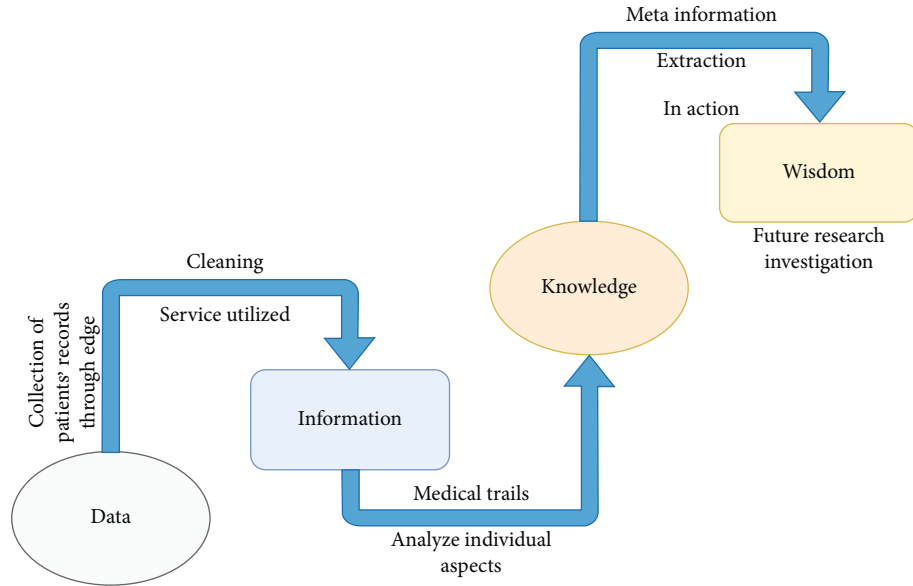 Meta information
Extraction
In action
Wisdom
Future research
investigation
Knowledge
Cleaning
Service utilized
Collection of
patients' records
through edge
Information
Data
Medical trails
Analyze individual
aspects